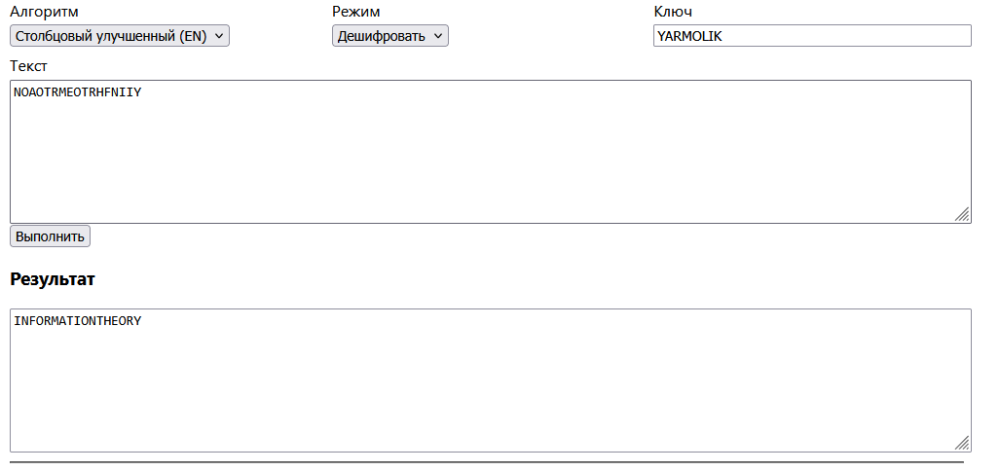 Алгоритм Режим Ключ
Столбцовый улучшенный (EN) Дешифровать YARMOLIK
Текст
NOAOTRMEOTRHFNIIY
Выполнить
Результат
INFORMATIONTHEORY